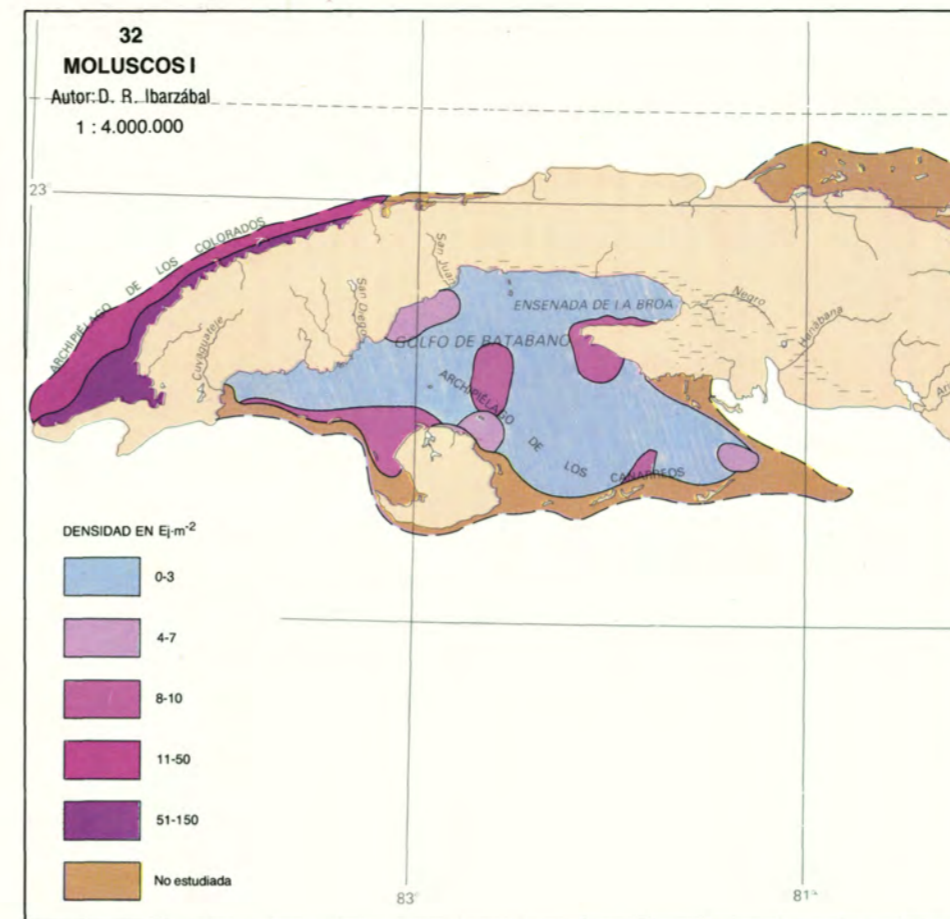 32
MOLUSCOS I
Autor: D. R. Ibarzábal
1 : 4.000.000
23°
ARCHIPIÉLAGO DE LOS COLORADOS
Cuyaguateje
San Diego
San Juan
ENSENADA DE LA BROA
GOLFO DE BATABANO
Negro
Hanábana
ARCHIPIÉLAGO DE LOS CANARREOS
DENSIDAD EN Ej·m⁻²
0-3
4-7
8-10
11-50
51-150
No estudiada
83°
81°